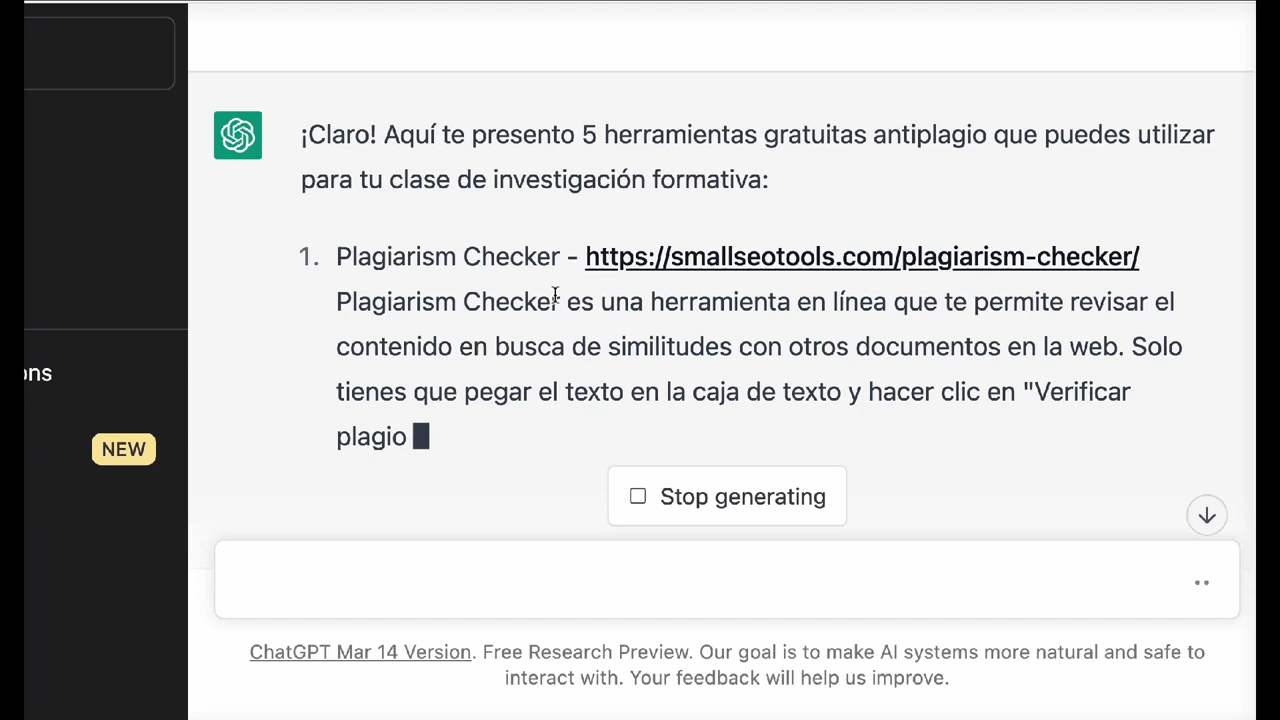 ¡Claro! Aquí te presento 5 herramientas gratuitas antiplagio que puedes utilizar
para tu clase de investigación formativa:
1. Plagiarism Checker - https://smallseotools.com/plagiarism-checker/
Plagiarism Checker es una herramienta en línea que te permite revisar el
contenido en busca de similitudes con otros documentos en la web. Solo
ons
tienes que pegar el texto en la caja de texto y hacer clic en "Verificar
plagio
NEW
Stop generating
ChatGPT Mar 14 Version. Free Research Preview. Our goal is to make AI systems more natural and safe to
interact with. Your feedback will help us improve.